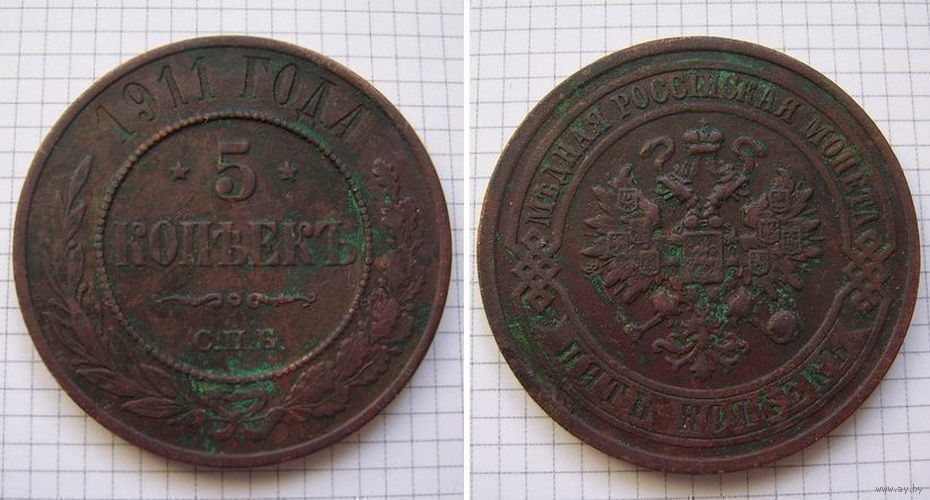 1911 ГОДА
5
КОПѢЕКЪ
С.П.Б.
МѢДНАЯ РОССІЙСКАЯ МОНЕТА
ПЯТЬ КОПѢЕКЪ
www.ay.by